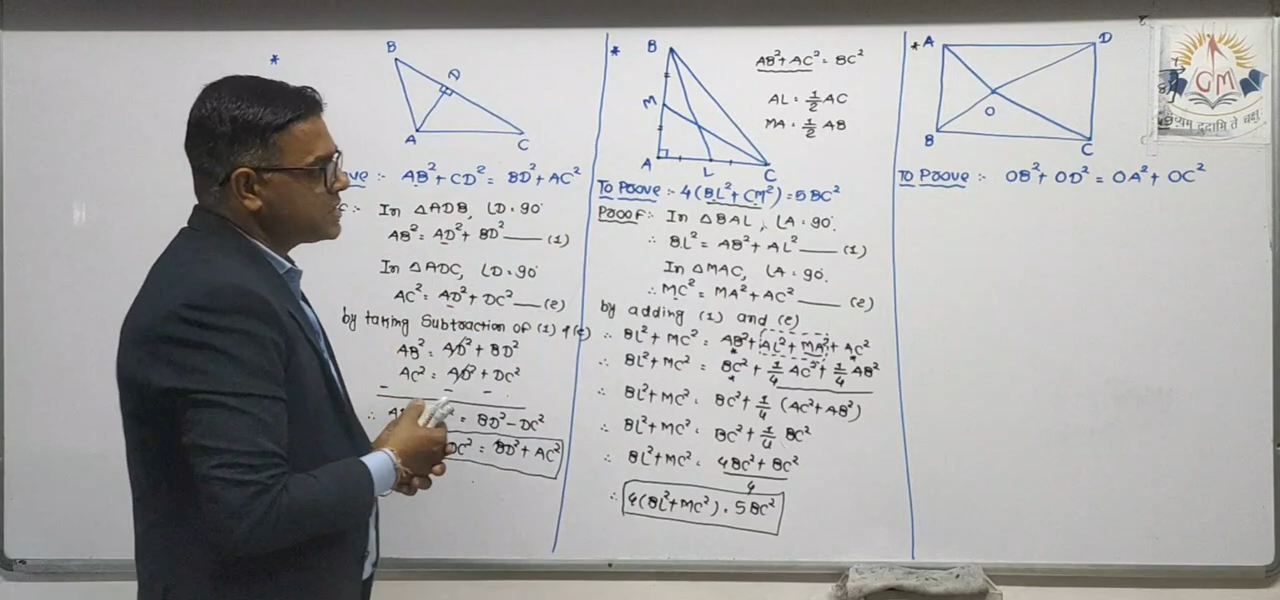 *
B
D
A
C
: AB² + CD² = BD² + AC²
: In △ADB, ∠D = 90°
AB² = AD² + BD² —— (1)
In △ADC, ∠D = 90°
AC² = AD² + DC² —— (2)
by taking Subtraction of (1) & (2)
AB² = AD² + BD²
AC² = AD² + DC²
- - -
∴ = BD² - DC²
DC² = BD² + AC²
*
B
M
A
L
C
AB² + AC² = BC²
AL = 1/2 AC
MA = 1/2 AB
To Prove :- 4(BL² + CM²) = 5BC²
Proof :- In △BAL, ∠A = 90°.
∴ BL² = AB² + AL² —— (1)
In △MAC, ∠A = 90°.
∴ MC² = MA² + AC² —— (2)
by adding (1) and (2)
∴ BL² + MC² = AB² + AL² + MA² + AC²
∴ BL² + MC² = BC² + 1/4 AC² + 1/4 AB²
∴ BL² + MC² = BC² + 1/4 (AC² + AB²)
∴ BL² + MC² = BC² + 1/4 BC²
∴ BL² + MC² = 4BC² + BC² / 4
∴ 4(BL² + MC²) = 5BC²
*
A
D
O
B
C
To Prove :- OB² + OD² = OA² + OC²
GM